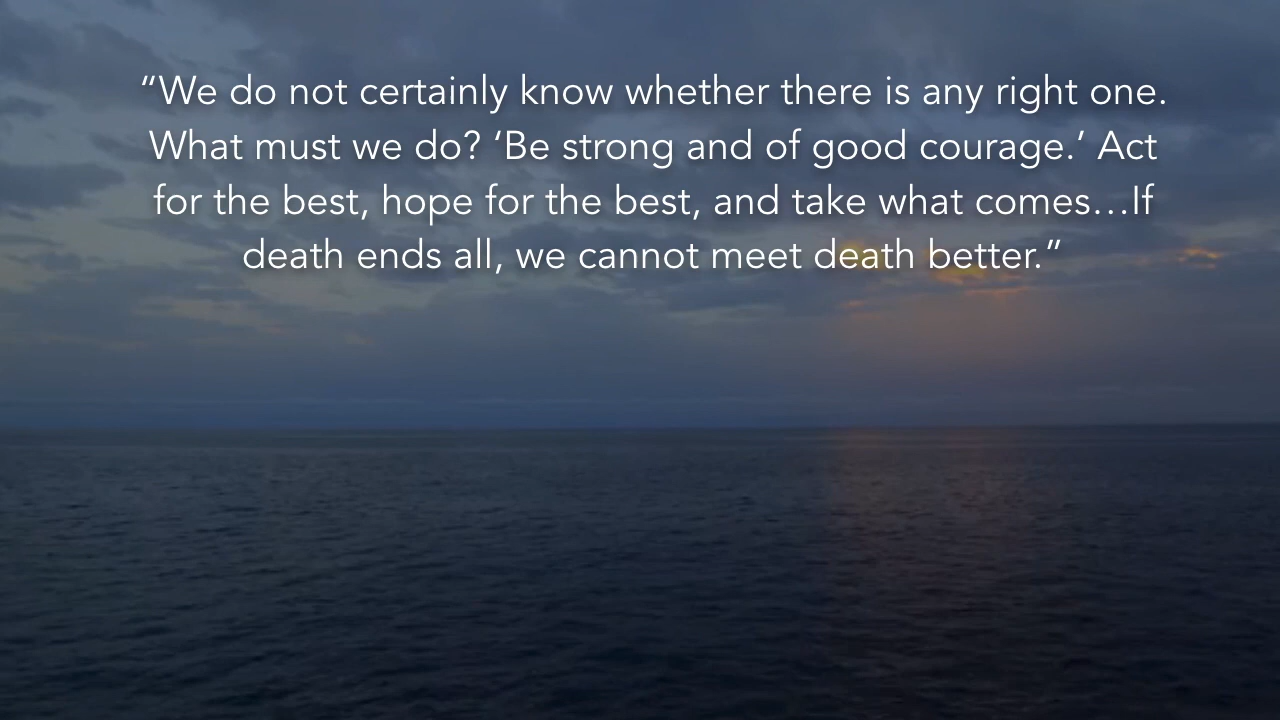 “We do not certainly know whether there is any right one.
What must we do? ‘Be strong and of good courage.’ Act
for the best, hope for the best, and take what comes…If
death ends all, we cannot meet death better.”